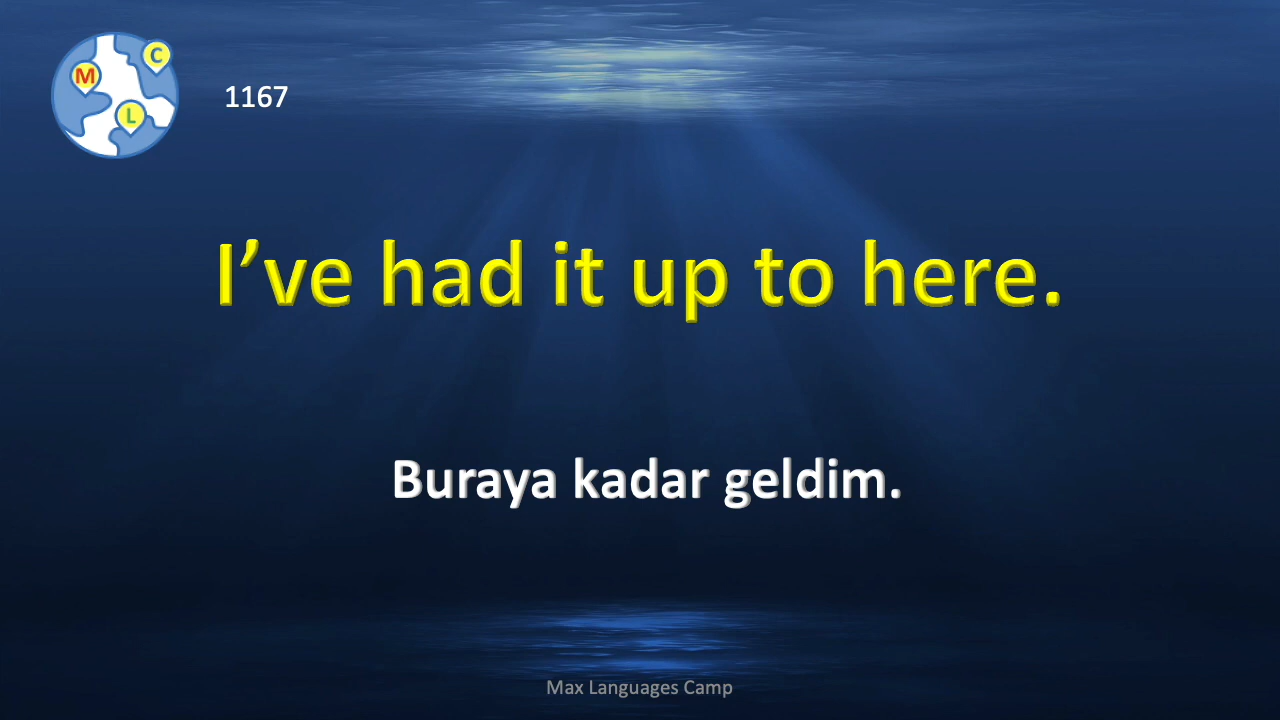 C
M
L
1167
I’ve had it up to here.
Buraya kadar geldim.
Max Languages Camp